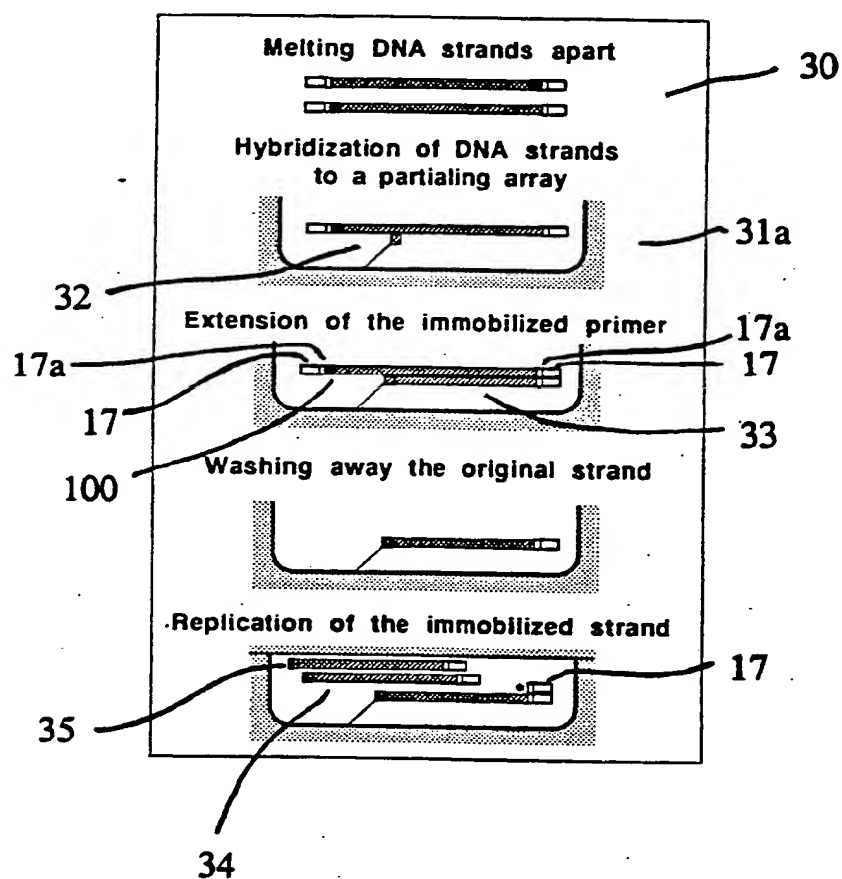 Melting DNA strands apart
30
Hybridization of DNA strands
to a partialing array
31a
32
Extension of the immobilized primer
17a
17a
17
17
33
100
Washing away the original strand
Replication of the immobilized strand
17
35
34